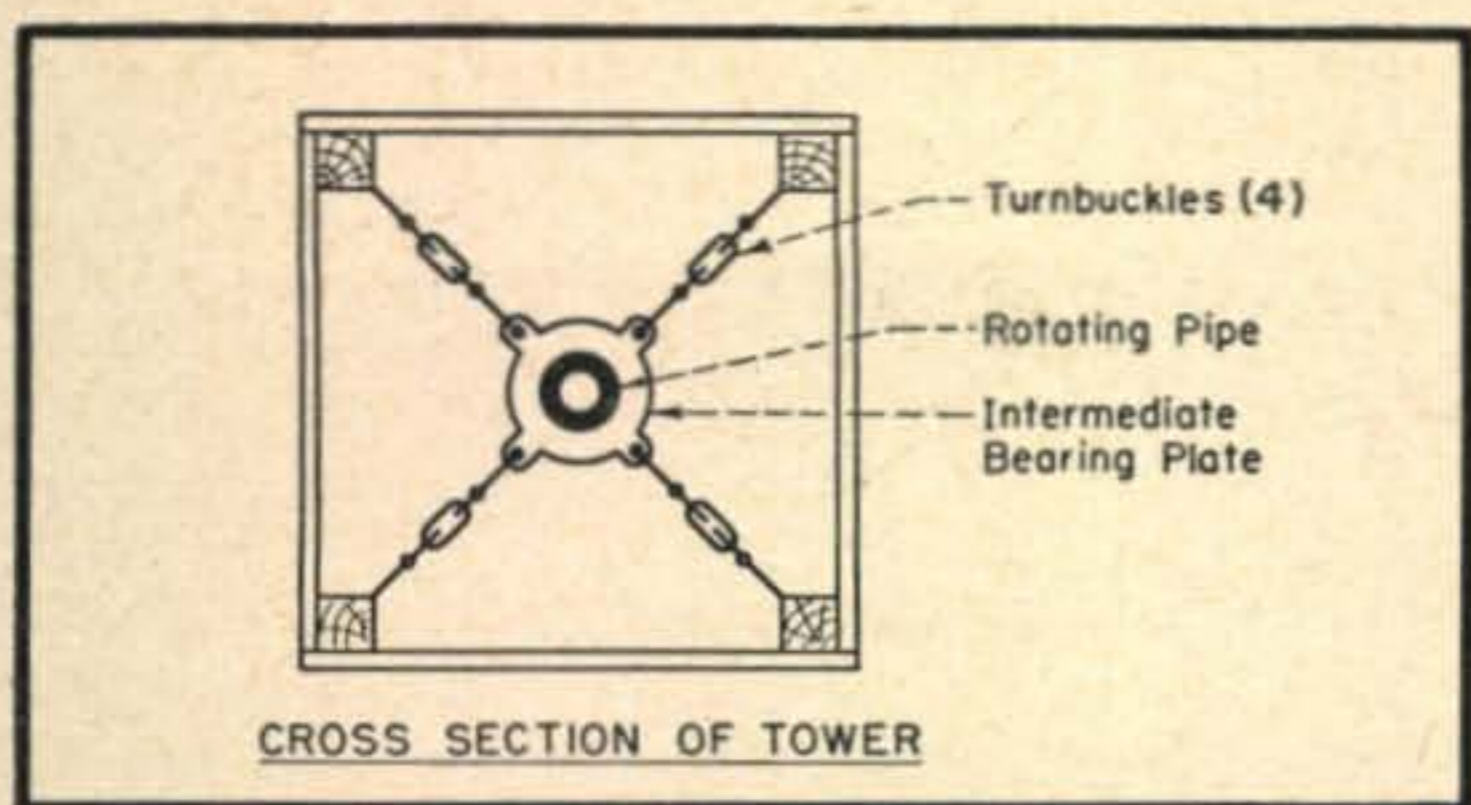 Turnbuckles (4)
Rotating Pipe
Intermediate
Bearing Plate
CROSS SECTION OF TOWER